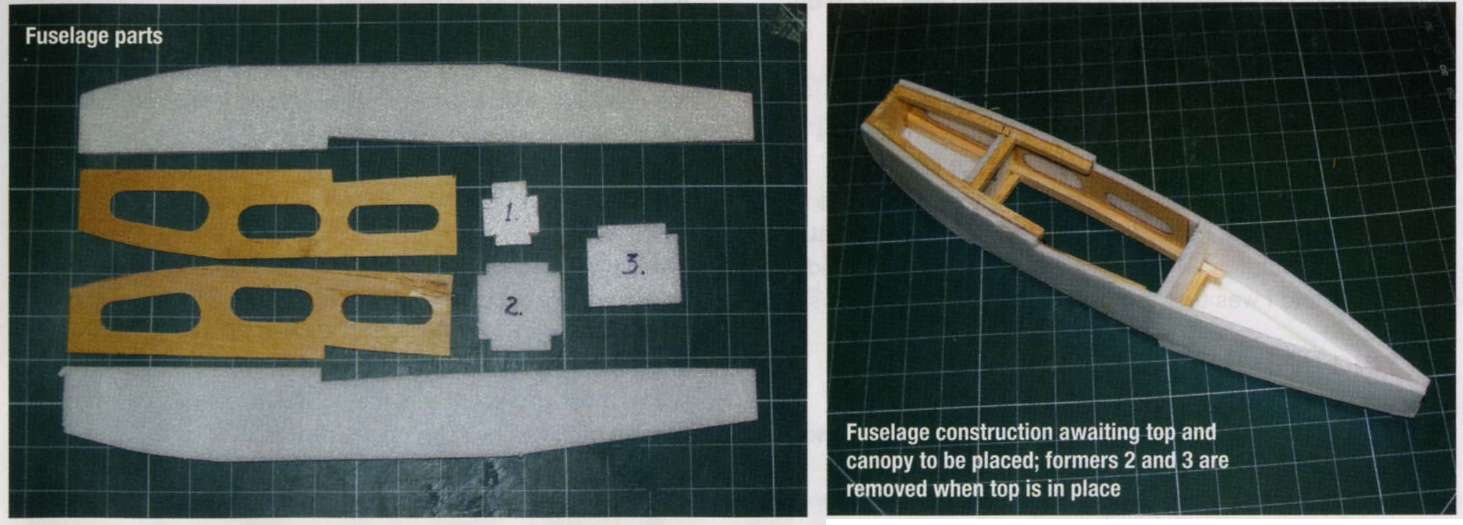 Fuselage parts
1.
2.
3.
Fuselage construction awaiting top and
canopy to be placed; formers 2 and 3 are
removed when top is in place